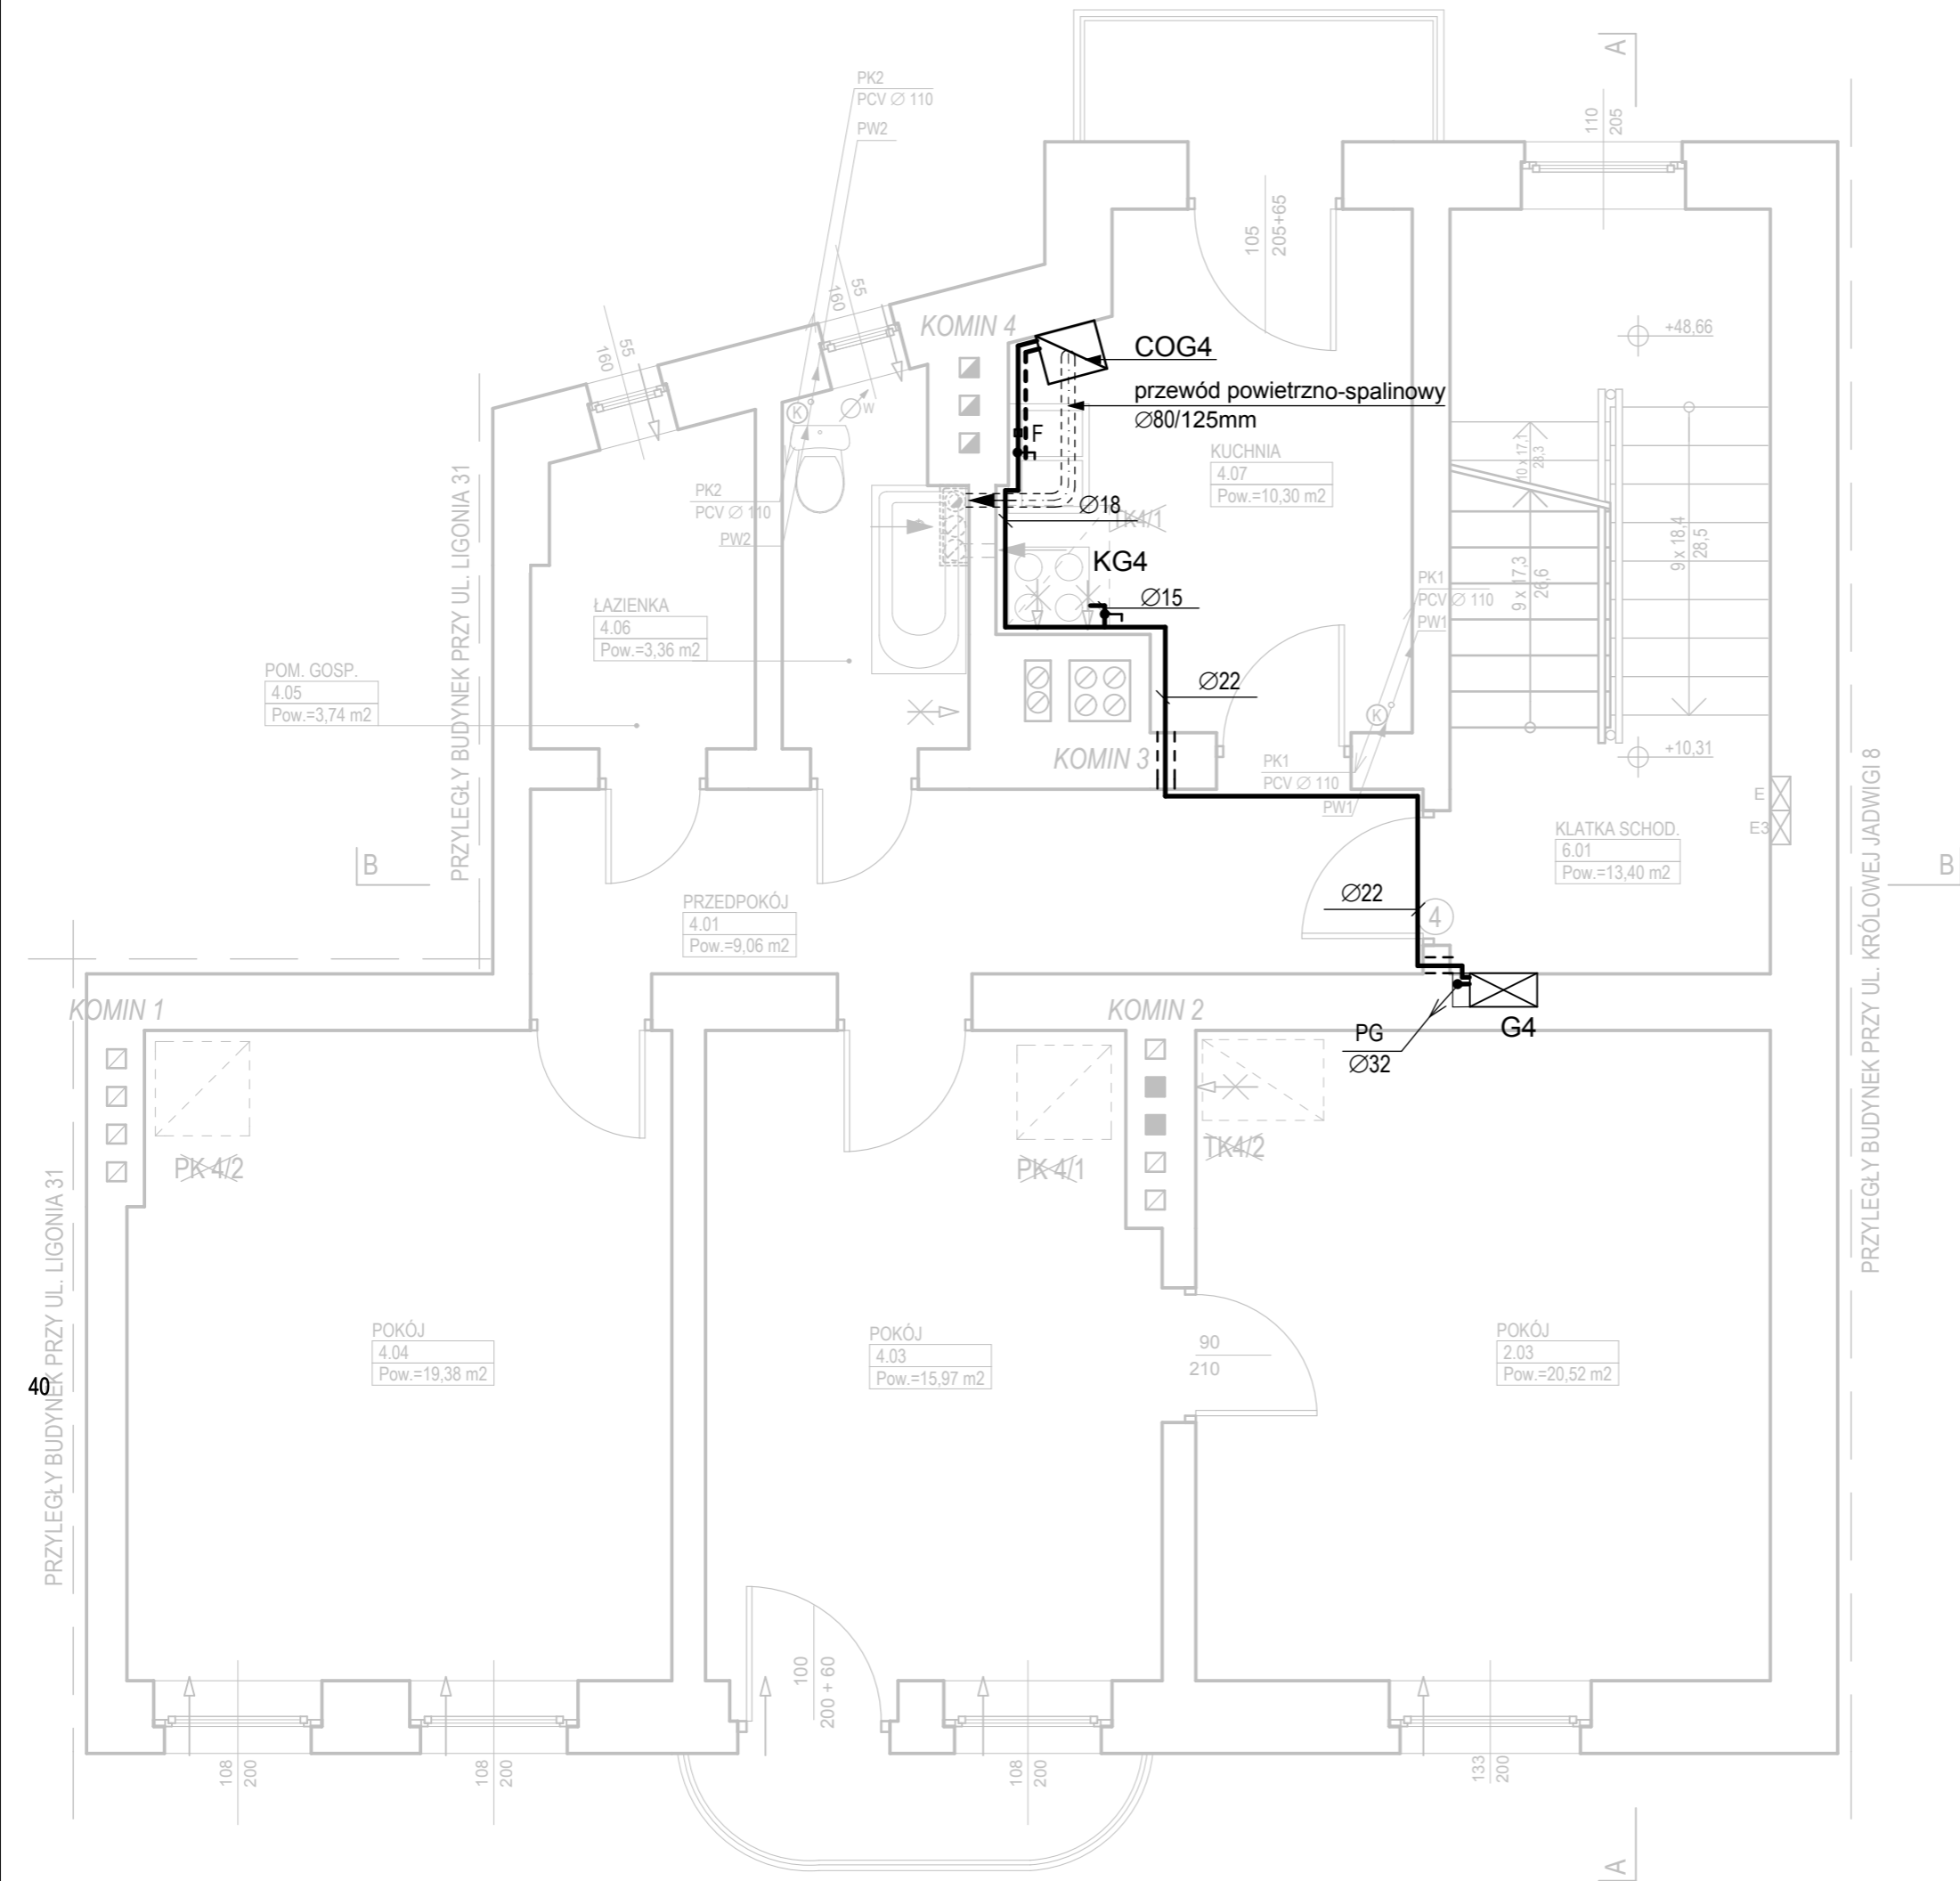 A
PK2
PCV Ø 110
PW2
110
205
105
205+65
55
160
55
160
KOMIN 4
COG4
przewód powietrzno-spalinowy
Ø80/125mm
+48,66
K
W
F
KUCHNIA
4.07
Pow.=10,30 m2
PK2
PCV Ø 110
PW2
Ø18
TK4/1
KG4
Ø15
10 x 17,1
28,3
9 x 17,3
26,6
9 x 18,4
28,5
PK1
PCV Ø 110
PW1
ŁAZIENKA
4.06
Pow.=3,36 m2
POM. GOSP.
4.05
Pow.=3,74 m2
PRZYLEGŁY BUDYNEK PRZY UL. LIGONIA 31
Ø22
K
KOMIN 3
PK1
PCV Ø 110
PW1
+10,31
E
E3
KLATKA SCHOD.
6.01
Pow.=13,40 m2
B
B
PRZYLEGŁY BUDYNEK PRZY UL. KRÓLOWEJ JADWIGI 8
PRZEDPOKÓJ
4.01
Pow.=9,06 m2
Ø22
4
KOMIN 1
KOMIN 2
PG
Ø32
G4
PK 4/2
PK 4/1
TK4/2
PRZYLEGŁY BUDYNEK PRZY UL. LIGONIA 31
40
POKÓJ
4.04
Pow.=19,38 m2
POKÓJ
4.03
Pow.=15,97 m2
90
210
POKÓJ
2.03
Pow.=20,52 m2
100
200 + 60
108
200
108
200
108
200
133
200
A